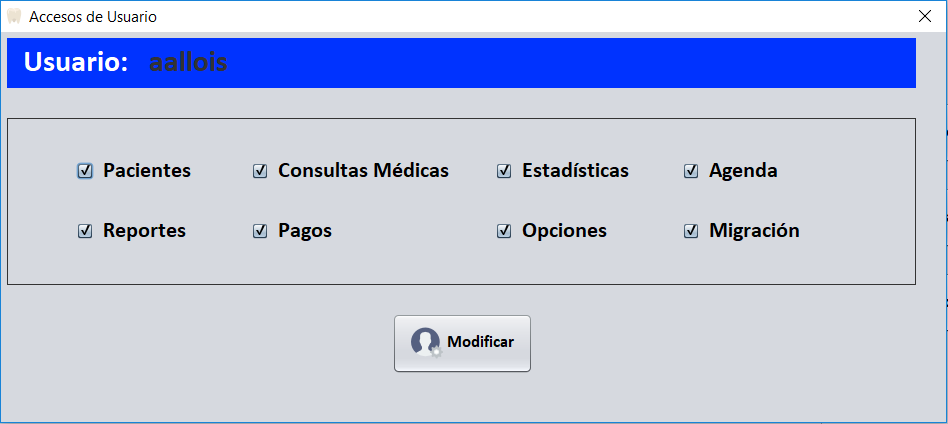 Accesos de Usuario
Usuario: aallois
Pacientes Consultas Médicas Estadísticas Agenda
Reportes Pagos Opciones Migración
Modificar